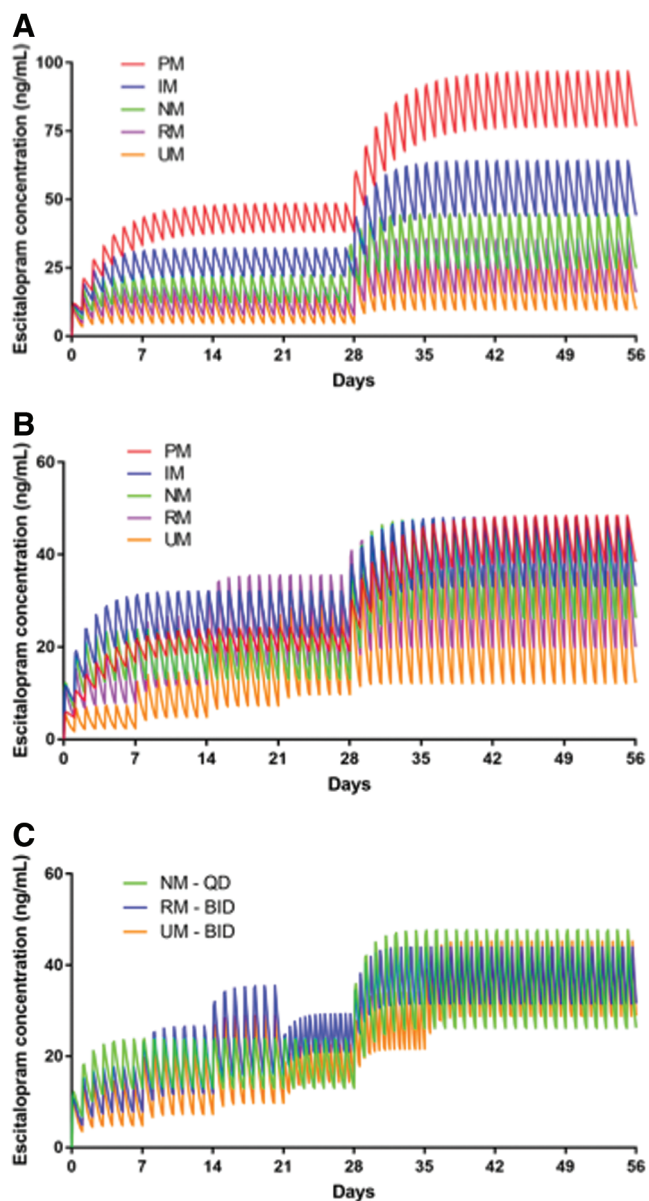 A
Escitalopram concentration (ng/mL)
100
75
50
25
0
PM
IM
NM
RM
UM
0 7 14 21 28 35 42 49 56
Days
B
Escitalopram concentration (ng/mL)
60
40
20
0
PM
IM
NM
RM
UM
0 7 14 21 28 35 42 49 56
Days
C
Escitalopram concentration (ng/mL)
60
40
20
0
NM - QD
RM - BID
UM - BID
0 7 14 21 28 35 42 49 56
Days